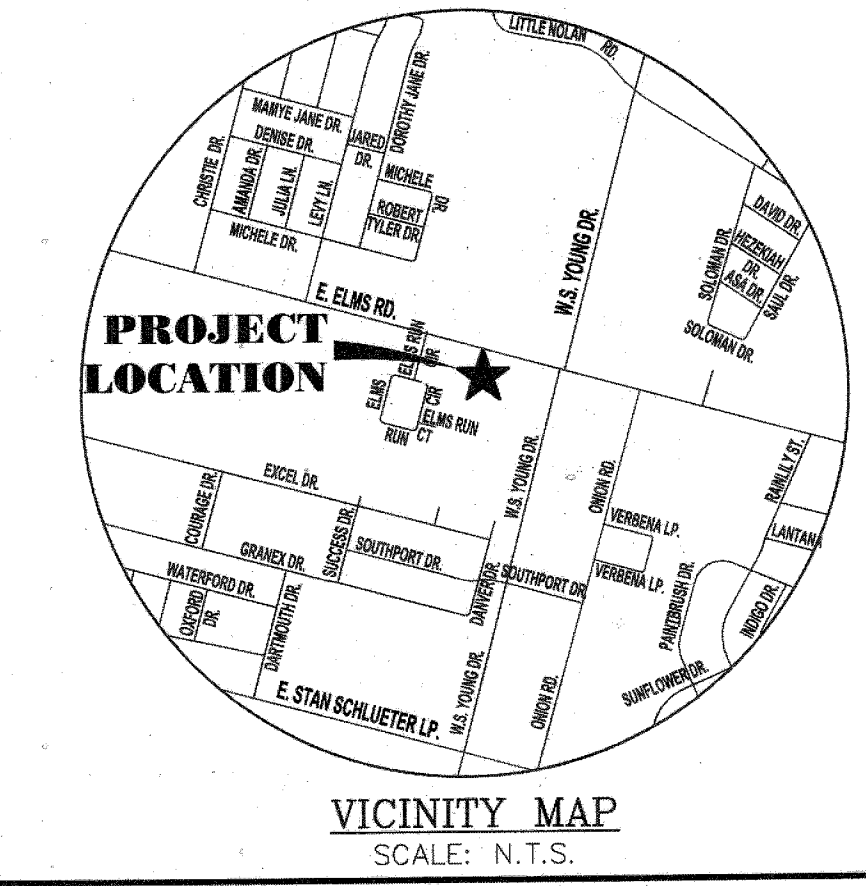 LITTLE NOLAN RD.
DOROTHY JANE DR.
MAMYE JANE DR.
JARED DR.
DENISE DR.
CHRISTIE DR.
AMANDA DR.
JULIA LN.
LEVY LN.
MICHELE DR
ROBERT
TYLER DR.
MICHELE DR.
W.S. YOUNG DR.
DAVID DR.
HEZEKIAH DR.
ASA DR.
SOLOMAN DR.
SAUL DR.
SOLOMAN DR.
E. ELMS RD.
PROJECT
LOCATION
ELMS RUN CIR
ELMS RUN
CIR
ELMS RUN
CT
W.S. YOUNG DR.
ONION RD.
RAINLILY ST.
LANTANA
EXCEL DR.
COURAGE DR.
SUCCESS DR.
SOUTHPORT DR.
GRANEX DR.
WATERFORD DR.
OXFORD DR.
DARTMOUTH DR.
DANVER DR.
SOUTHPORT DR.
VERBENA LP.
VERBENA LP.
PAINTBRUSH DR.
INDIGO DR.
SUNFLOWER DR.
E. STAN SCHLUETER LP.
W.S. YOUNG DR.
ONION RD.
VICINITY MAP
SCALE: N.T.S.